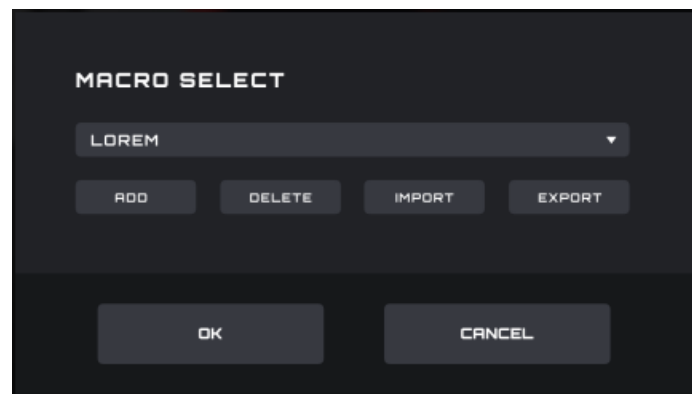 MACRO SELECT
LOREM
ADD DELETE IMPORT EXPORT
OK CANCEL